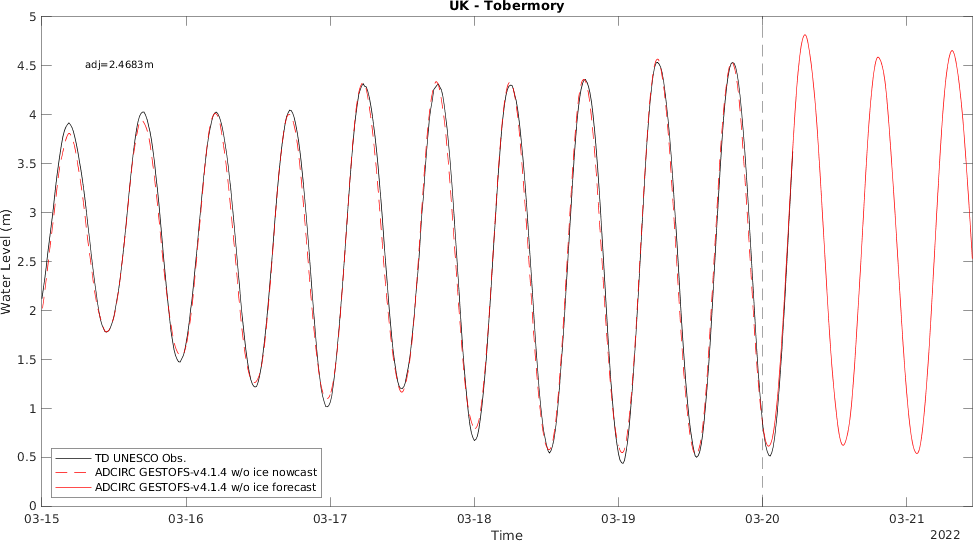 UK - Tobermory
5
4.5
4
3.5
3
2.5
2
1.5
1
0.5
0
Water Level (m)
adj=2.4683m
TD UNESCO Obs.
ADCIRC GESTOFS-v4.1.4 w/o ice nowcast
ADCIRC GESTOFS-v4.1.4 w/o ice forecast
03-15 03-16 03-17 03-18 03-19 03-20 03-21
Time
2022